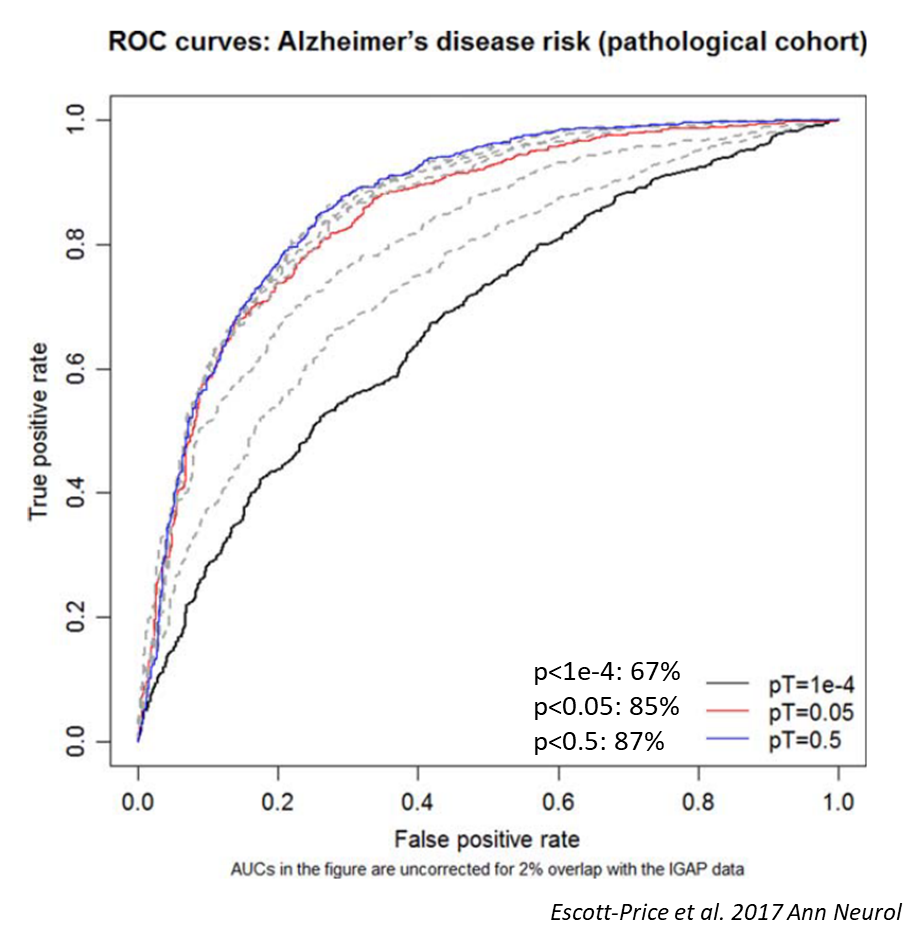 ROC curves: Alzheimer’s disease risk (pathological cohort)
1.0
0.8
0.6
0.4
0.2
0.0
True positive rate
p<1e-4: 67%
p<0.05: 85%
p<0.5: 87%
pT=1e-4
pT=0.05
pT=0.5
0.0 0.2 0.4 0.6 0.8 1.0
False positive rate
AUCs in the figure are uncorrected for 2% overlap with the IGAP data
Escott-Price et al. 2017 Ann Neurol